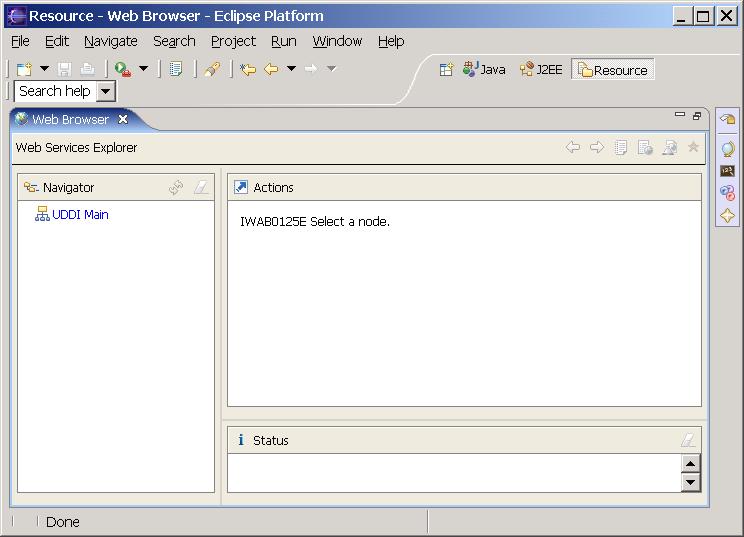 Resource - Web Browser - Eclipse Platform
File Edit Navigate Search Project Run Window Help
Java J2EE Resource
Search help
Web Browser
Web Services Explorer
Navigator
UDDI Main
Actions
IWAB0125E Select a node.
Status
Done